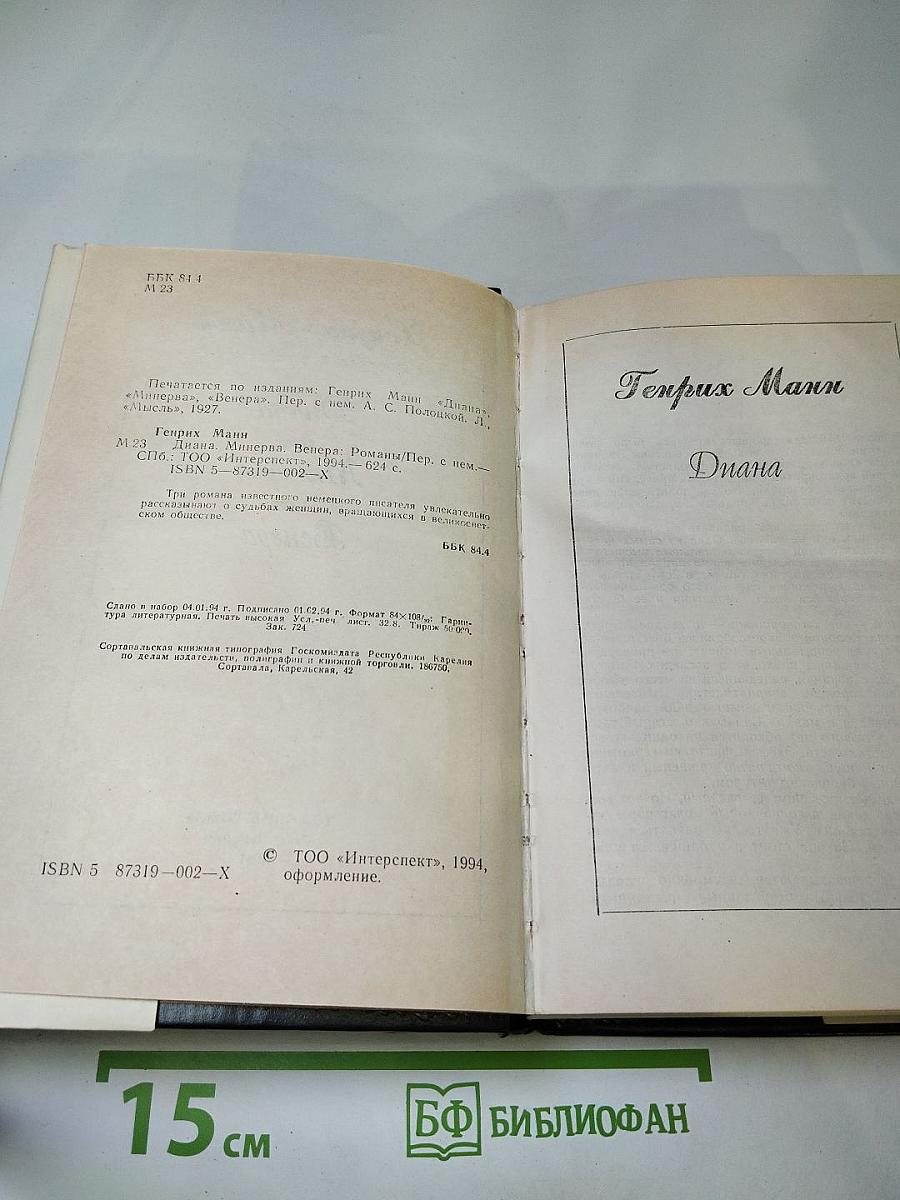 ББК 84.4
М 23
Печатается по изданиям: Генрих Манн «Диана»,
«Минерва», «Венера». Пер. с нем. А. С. Полоцкой. Л.,
«Мысль», 1927.
Генрих Манн
М 23 Диана. Минерва. Венера: Романы/Пер. с нем.—
СПб.: ТОО «Интерспект», 1994.— 624 с.
ISBN 5—87319—002—X
Три романа известного немецкого писателя увлекательно
рассказывают о судьбах женщин, вращающихся в великосвет-
ском обществе.
ББК 84.4
Сдано в набор 04.01.94 г. Подписано 01.02.94 г. Формат 84×108/32. Гарни-
тура литературная. Печать высокая Усл.-печ лист. 32.8. Тираж 50 000.
Зак. 724
Сортавальская книжная типография Госкомиздата Республики Карелия
по делам издательств, полиграфии и книжной торговли. 186750,
Сортавала, Карельская, 42
ISBN 5 87319—002—X
© ТОО «Интерспект», 1994,
оформление.
Генрих Манн
Диана
15 см
БФ БИБЛИОФАН